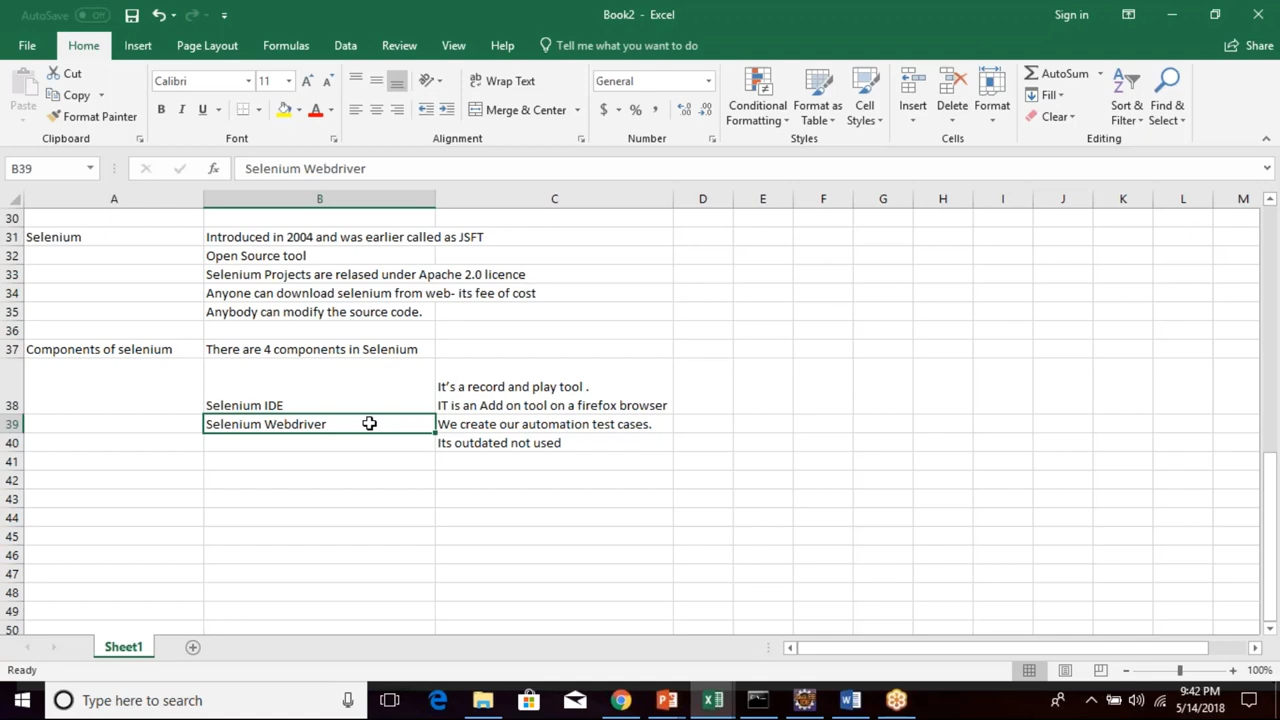 AutoSave Off
Book2 - Excel
Sign in
File Home Insert Page Layout Formulas Data Review View Help Tell me what you want to do Share
Paste
Cut
Copy
Format Painter
Clipboard
Calibri 11
B I U A
Font
Wrap Text
Merge & Center
Alignment
General
$ % ,
Number
Conditional Formatting
Format as Table
Cell Styles
Styles
Insert
Delete
Format
Cells
AutoSum
Fill
Clear
Sort & Filter
Find & Select
Editing
B39 fx Selenium Webdriver
A B C D E F G H I J K L M
30
31 Selenium Introduced in 2004 and was earlier called as JSFT
32 Open Source tool
33 Selenium Projects are relased under Apache 2.0 licence
34 Anyone can download selenium from web- its fee of cost
35 Anybody can modify the source code.
36
37 Components of selenium There are 4 components in Selenium
It's a record and play tool .
38 Selenium IDE IT is an Add on tool on a firefox browser
39 Selenium Webdriver We create our automation test cases.
40 Its outdated not used
41
42
43
44
45
46
47
48
49
50
Sheet1
Ready 100%
Type here to search
9:42 PM
5/14/2018